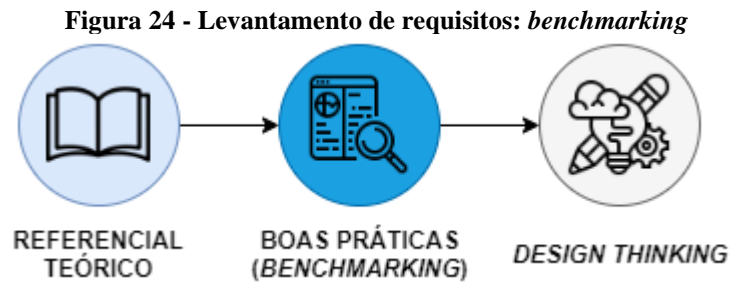 Figura 24 - Levantamento de requisitos: benchmarking
REFERENCIAL
TEÓRICO
BOAS PRÁTICAS
(BENCHMARKING)
DESIGN THINKING